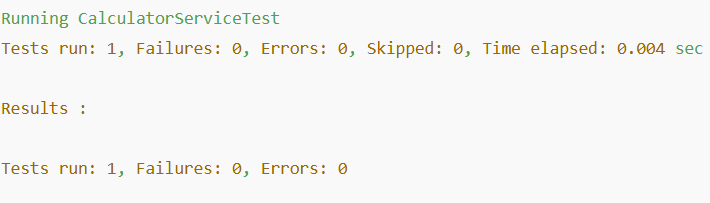 Running CalculatorServiceTest
Tests run: 1, Failures: 0, Errors: 0, Skipped: 0, Time elapsed: 0.004 sec
Results :
Tests run: 1, Failures: 0, Errors: 0